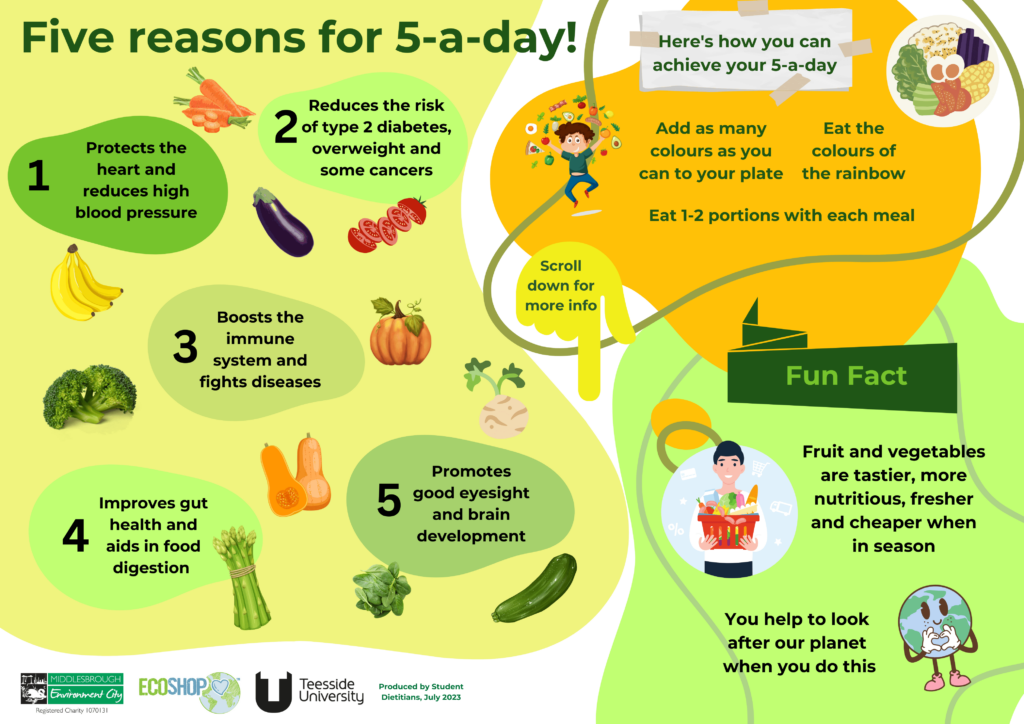 Five reasons for 5-a-day!
1
Protects the
heart and
reduces high
blood pressure
2
Reduces the risk
of type 2 diabetes,
overweight and
some cancers
3
Boosts the
immune
system and
fights diseases
4
Improves gut
health and
aids in food
digestion
5
Promotes
good eyesight
and brain
development
Here's how you can
achieve your 5-a-day
Add as many
colours as you
can to your plate
Eat the
colours of
the rainbow
Eat 1-2 portions with each meal
Scroll
down for
more info
Fun Fact
Fruit and vegetables
are tastier, more
nutritious, fresher
and cheaper when
in season
%
You help to look
after our planet
when you do this
MIDDLESBROUGH
Environment City
Registered Charity 1070131
ECOSHOP
Teesside
University
Produced by Student
Dietitians, July 2023